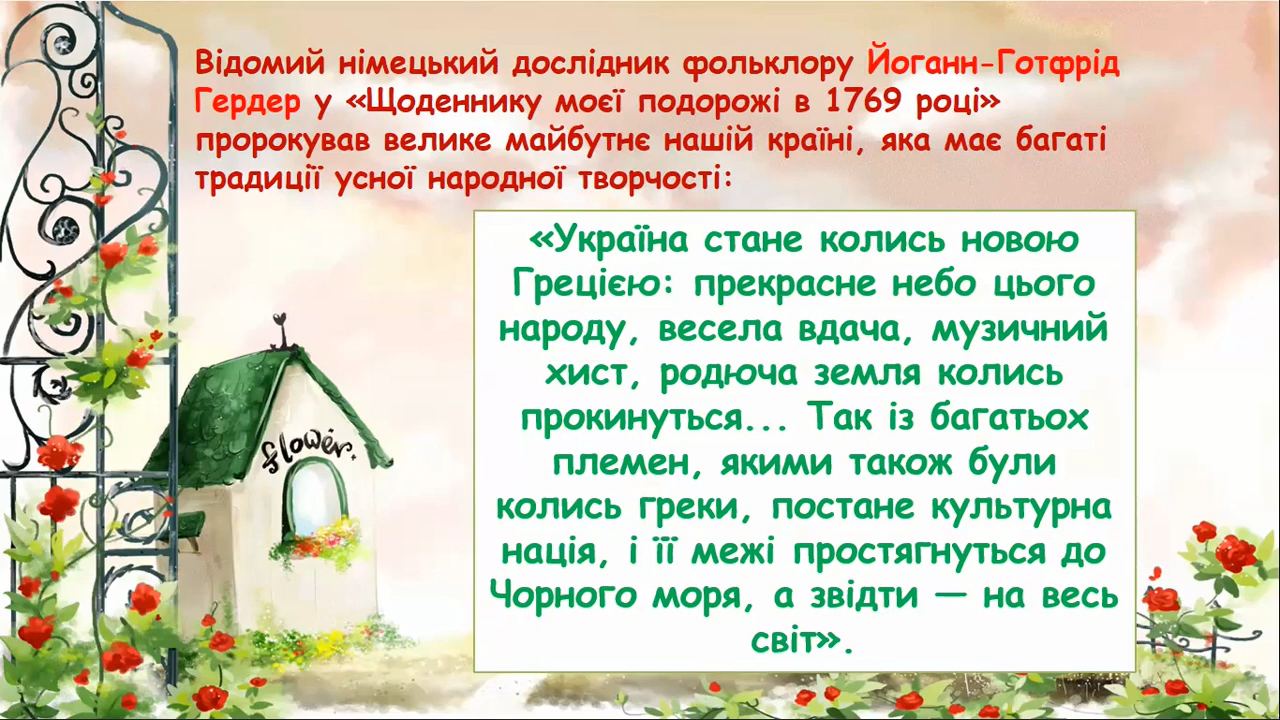 Відомий німецький дослідник фольклору Йоганн-Готфрід
Гердер у «Щоденнику моєї подорожі в 1769 році»
пророкував велике майбутнє нашій країні, яка має багаті
традиції усної народної творчості:
«Україна стане колись новою
Грецією: прекрасне небо цього
народу, весела вдача, музичний
хист, родюча земля колись
прокинуться... Так із багатьох
племен, якими також були
колись греки, постане культурна
нація, і її межі простягнуться до
Чорного моря, а звідти — на весь
світ».
flower.